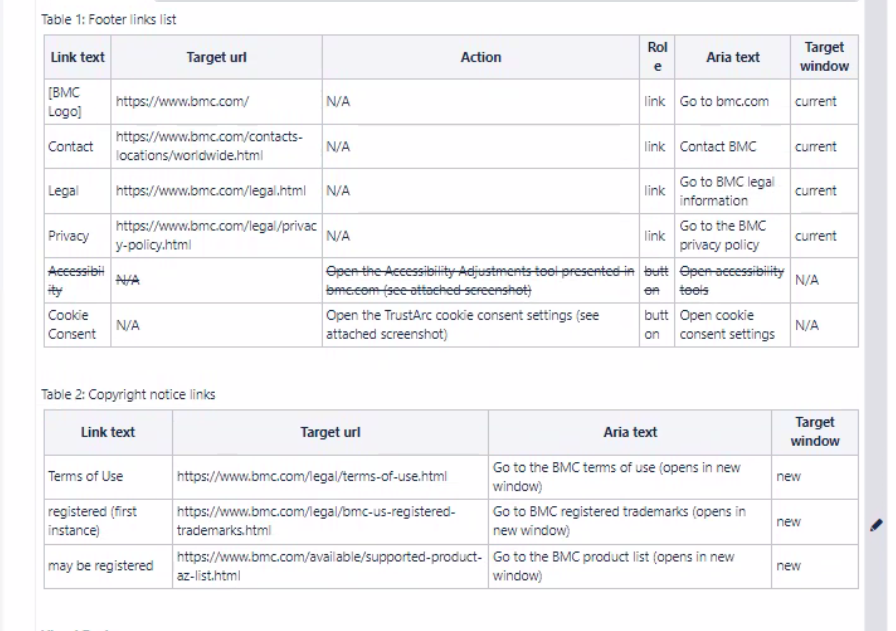 Table 1: Footer links list
Link text Target url Action Rol e Aria text Target window
[BMC Logo] https://www.bmc.com/ N/A link Go to bmc.com current
Contact https://www.bmc.com/contacts-locations/worldwide.html N/A link Contact BMC current
Legal https://www.bmc.com/legal.html N/A link Go to BMC legal information current
Privacy https://www.bmc.com/legal/privacy-policy.html N/A link Go to the BMC privacy policy current
Accessibility N/A Open the Accessibility Adjustments tool presented in bmc.com (see attached screenshot) button Open accessibility tools N/A
Cookie Consent N/A Open the TrustArc cookie consent settings (see attached screenshot) button Open cookie consent settings N/A
Table 2: Copyright notice links
Link text Target url Aria text Target window
Terms of Use https://www.bmc.com/legal/terms-of-use.html Go to the BMC terms of use (opens in new window) new
registered (first instance) https://www.bmc.com/legal/bmc-us-registered-trademarks.html Go to BMC registered trademarks (opens in new window) new
may be registered https://www.bmc.com/available/supported-product-az-list.html Go to the BMC product list (opens in new window) new